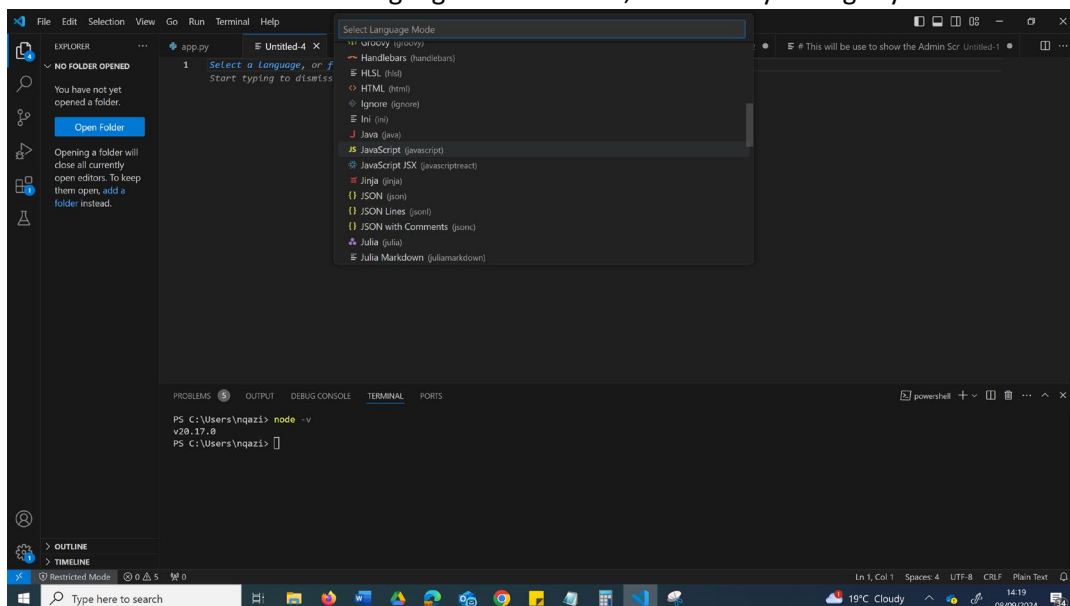 File Edit Selection View Go Run Terminal Help
Select Language Mode
EXPLORER
app.py
Untitled-4
# This will be use to show the Admin Scr Untitled-1
NO FOLDER OPENED
You have not yet
opened a folder.
Open Folder
Opening a folder will
close all currently
open editors. To keep
them open, add a
folder instead.
1 Select a language, or f
Start typing to dismiss
Groovy (groovy)
Handlebars (handlebars)
HLSL (hlsl)
HTML (html)
Ignore (ignore)
Ini (ini)
Java (java)
JS JavaScript (javascript)
JavaScript JSX (javascriptreact)
Jinja (jinja)
{} JSON (json)
{} JSON Lines (jsonl)
{} JSON with Comments (jsonc)
Julia (julia)
Julia Markdown (juliamarkdown)
PROBLEMS 5 OUTPUT DEBUG CONSOLE TERMINAL PORTS
powershell
PS C:\Users\nqazi> node -v
v20.17.0
PS C:\Users\nqazi>
OUTLINE
TIMELINE
Restricted Mode 0 5 0
Ln 1, Col 1 Spaces: 4 UTF-8 CRLF Plain Text
Type here to search
19°C Cloudy
14:19
08/09/2024
34